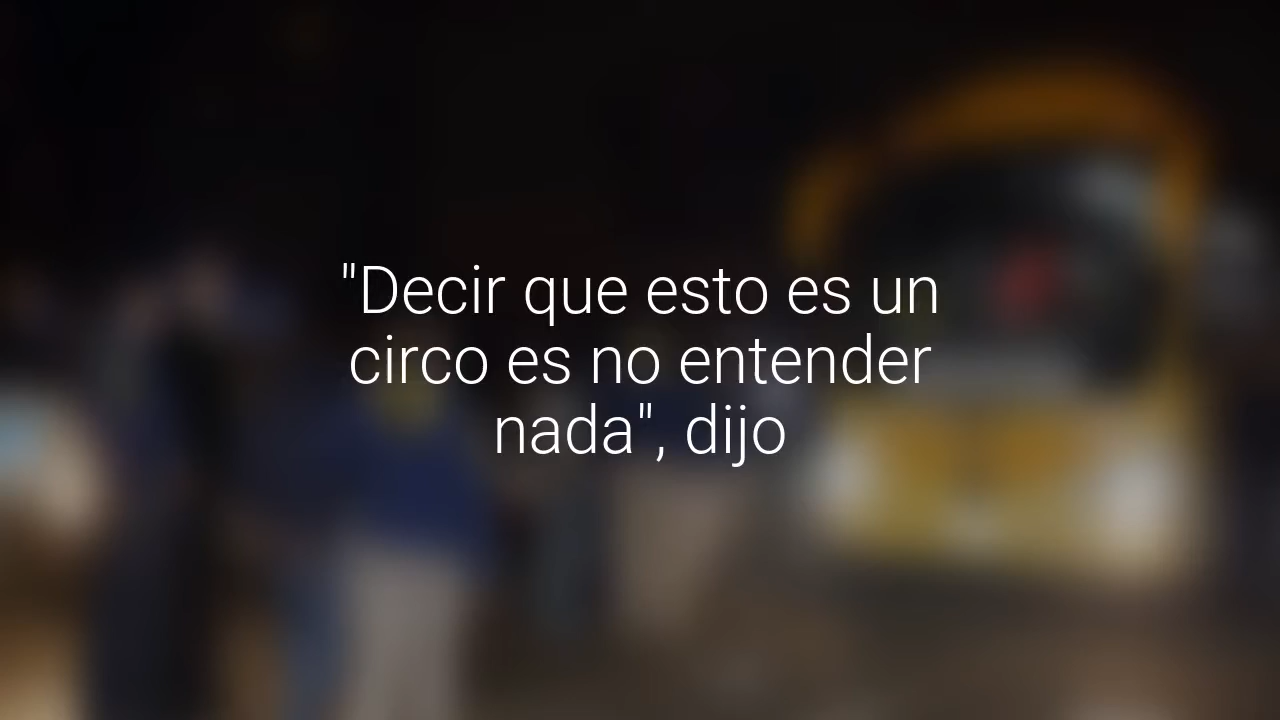 "Decir que esto es un
circo es no entender
nada", dijo